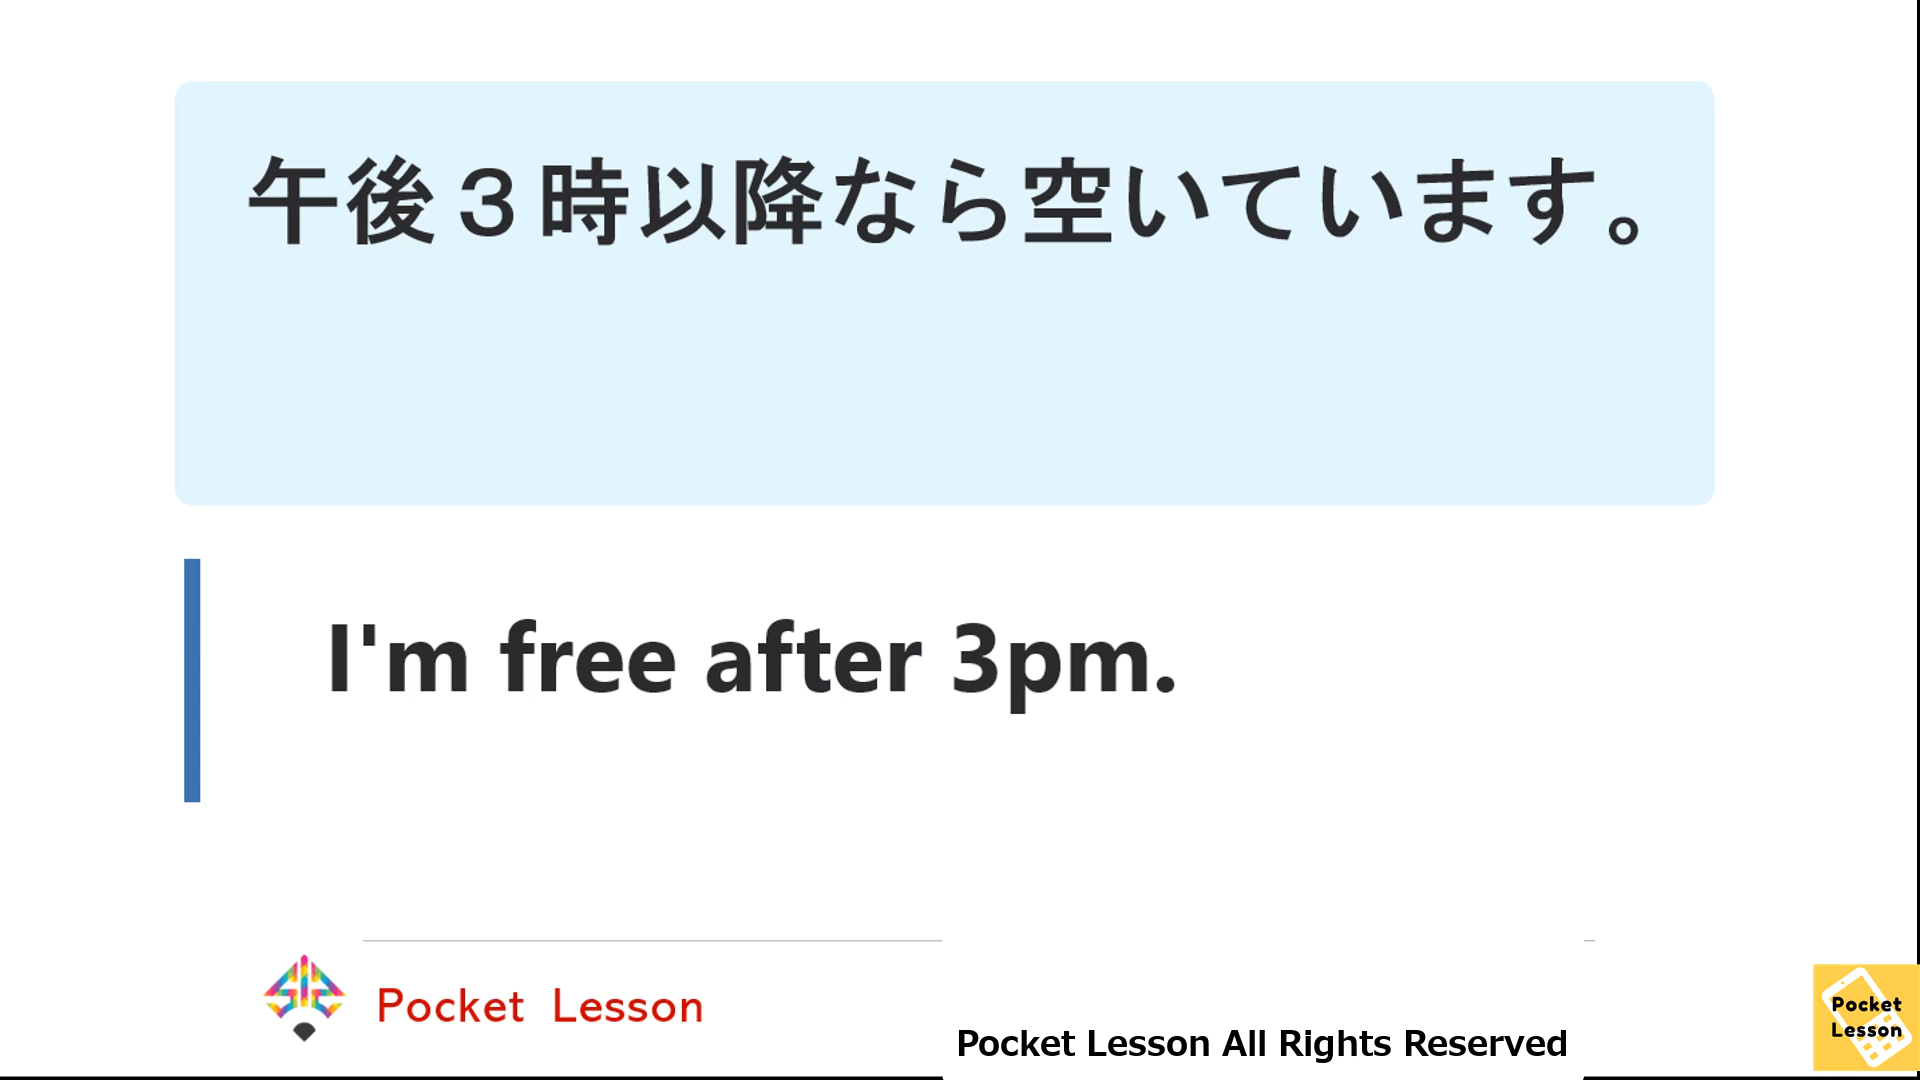 午後３時以降なら空いています。
I'm free after 3pm.
Pocket Lesson
Pocket Lesson All Rights Reserved
Pocket
Lesson